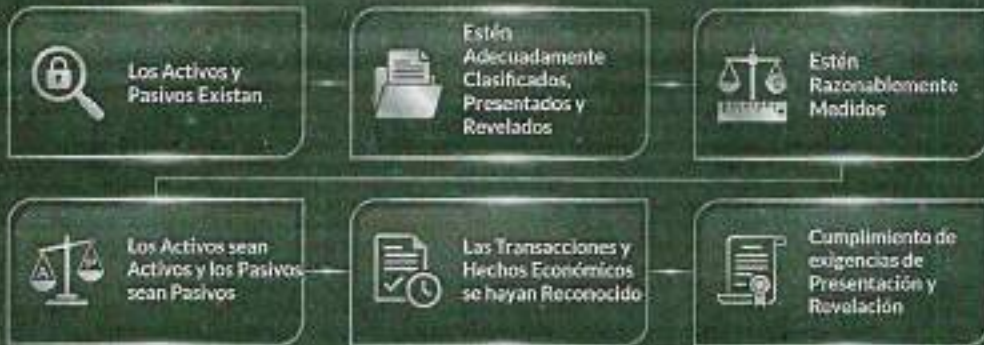 Los Activos y
Pasivos Existan
Estén
Adecuadamente
Clasificados,
Presentados y
Revelados
Estén
Razonablemente
Medidos
Los Activos sean
Activos y los Pasivos
sean Pasivos
Las Transacciones y
Hechos Económicos
se hayan Reconocido
Cumplimiento de
exigencias de
Presentación y
Revelación